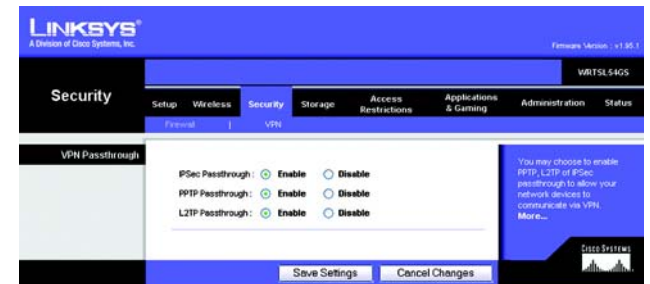 LINKSYS®
A Division of Cisco Systems, Inc.
Firmware Version : v1.95.1
WRTSL54GS
Security
Setup Wireless Security Storage Access Restrictions Applications & Gaming Administration Status
Firewall | VPN
VPN Passthrough
IPSec Passthrough : Enable Disable
PPTP Passthrough : Enable Disable
L2TP Passthrough : Enable Disable
You may choose to enable
PPTP, L2TP or IPSec
passthrough to allow your
network devices to
communicate via VPN.
More...
CISCO SYSTEMS
Save Settings Cancel Changes